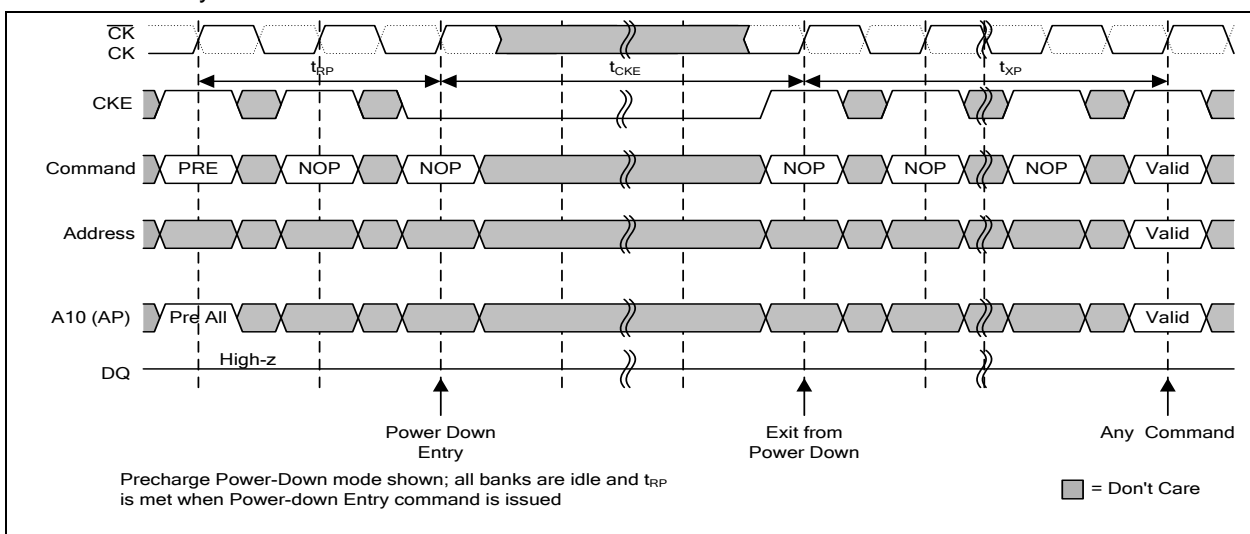 CK
CK
tRP
tCKE
tXP
CKE
Command
PRE
NOP
NOP
NOP
NOP
NOP
Valid
Address
Valid
A10 (AP)
Pre All
Valid
High-z
DQ
Power Down
Entry
Exit from
Power Down
Any Command
Precharge Power-Down mode shown; all banks are idle and tRP
is met when Power-down Entry command is issued
= Don't Care